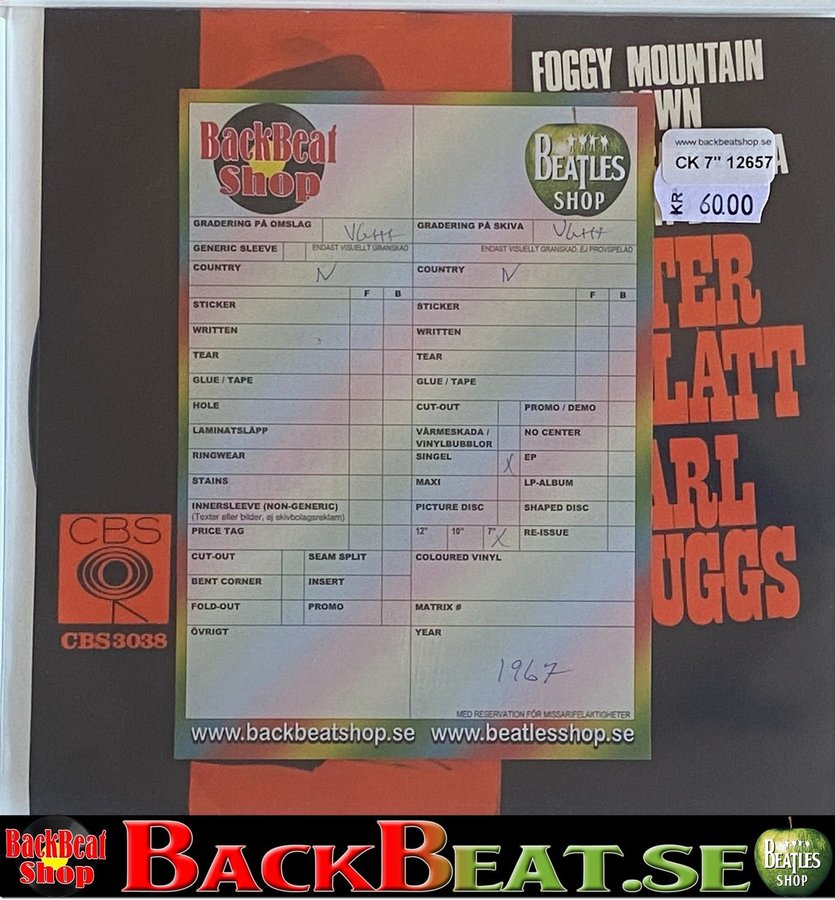 FOGGY MOUNTAIN
OWN
A
www.backbeatshop.se
CK 7" 12657
KR 60.00
TER
LATT
ARL
UGGS
CBS
CBS 3038
BackBeat
Shop
BEATLES
SHOP
GRADERING PÅ OMSLAG VG++
GRADERING PÅ SKIVA VG++
GENERIC SLEEVE ENDAST VISUELLT GRANSKAD
ENDAST VISUELLT GRANSKAD, EJ PROVSPELAD
COUNTRY N
COUNTRY N
F B
F B
STICKER
STICKER
WRITTEN
WRITTEN
TEAR
TEAR
GLUE / TAPE
GLUE / TAPE
HOLE
CUT-OUT PROMO / DEMO
LAMINATSLÄPP
VÄRMESKADA /
VINYLBUBBLOR
NO CENTER
RINGWEAR
SINGEL X EP
STAINS
MAXI LP-ALBUM
INNERSLEEVE (NON-GENERIC)
(Texter eller bilder, ej skivbolagsreklam)
PICTURE DISC SHAPED DISC
PRICE TAG
12" 10" 7" X RE-ISSUE
CUT-OUT SEAM SPLIT
COLOURED VINYL
BENT CORNER INSERT
FOLD-OUT PROMO
MATRIX #
ÖVRIGT
YEAR
1967
MED RESERVATION FÖR MISSAR/FELAKTIGHETER
www.backbeatshop.se www.beatlesshop.se
BackBeat
Shop
BACKBEAT.SE
BEATLES
SHOP